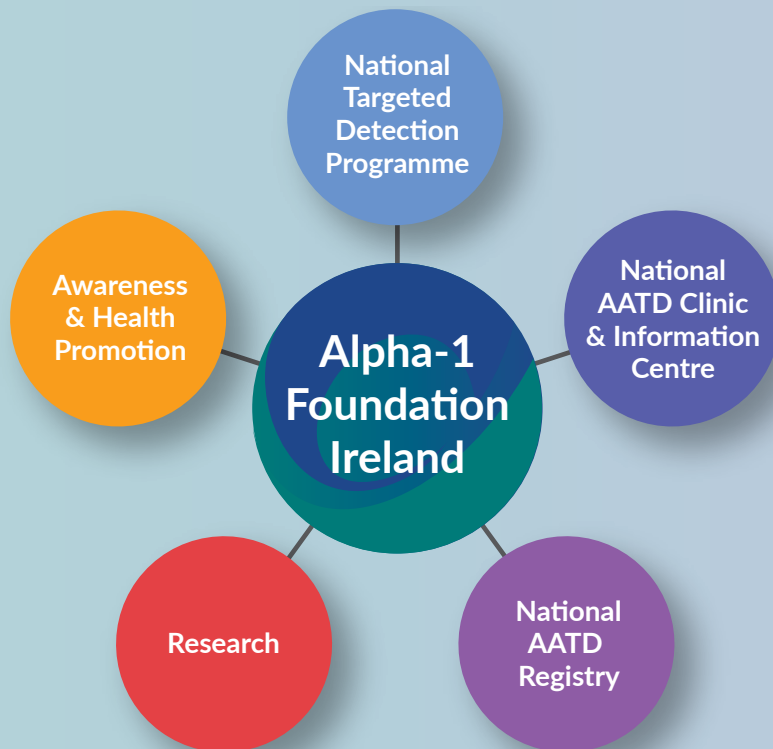 National
Targeted
Detection
Programme
Awareness
& Health
Promotion
National
AATD Clinic
& Information
Centre
Alpha-1
Foundation
Ireland
Research
National
AATD
Registry